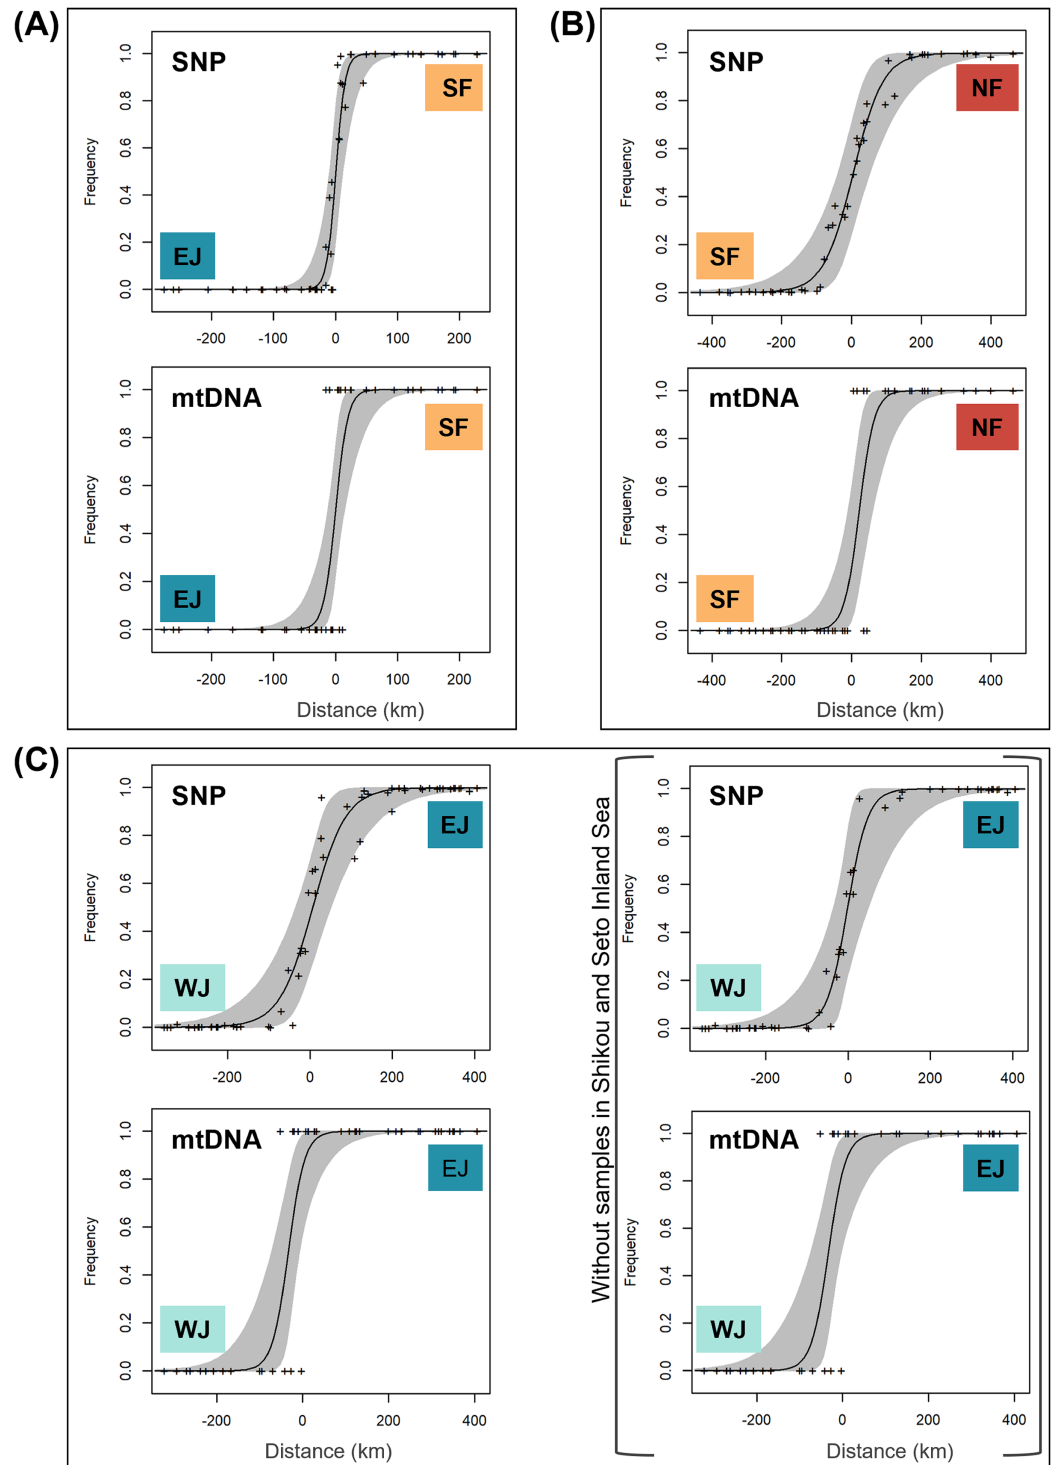 (A)
SNP
SF
EJ
Frequency
0.0 0.2 0.4 0.6 0.8 1.0
-200 -100 0 100 200
mtDNA
SF
EJ
Frequency
0.0 0.2 0.4 0.6 0.8 1.0
-200 -100 0 100 200
Distance (km)
(B)
SNP
NF
SF
Frequency
0.0 0.2 0.4 0.6 0.8 1.0
-400 -200 0 200 400
mtDNA
NF
SF
Frequency
0.0 0.2 0.4 0.6 0.8 1.0
-400 -200 0 200 400
Distance (km)
(C)
SNP
EJ
WJ
Frequency
0.0 0.2 0.4 0.6 0.8 1.0
-200 0 200 400
mtDNA
EJ
WJ
Frequency
0.0 0.2 0.4 0.6 0.8 1.0
-200 0 200 400
Distance (km)
Without samples in Shikou and Seto Inland Sea
SNP
EJ
WJ
Frequency
0.0 0.2 0.4 0.6 0.8 1.0
-200 0 200 400
mtDNA
EJ
WJ
Frequency
0.0 0.2 0.4 0.6 0.8 1.0
-200 0 200 400
Distance (km)